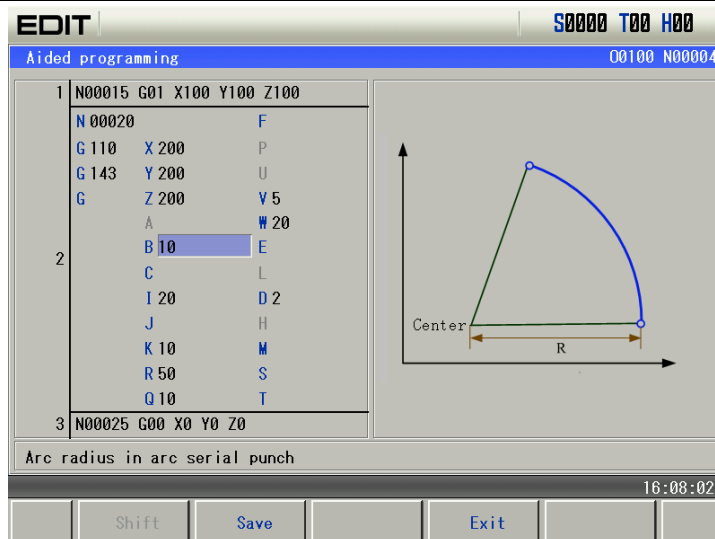 EDIT S0000 T00 H00
Aided programming O0100 N00004
1 N00015 G01 X100 Y100 Z100
N 00020 F
G 110 X 200 P
G 143 Y 200 U
G Z 200 V 5
A W 20
2 B 10 E
C L
I 20 D 2
J H
K 10 M
R 50 S
Q 10 T
3 N00025 G00 X0 Y0 Z0
Center
R
Arc radius in arc serial punch
16:08:02
Shift Save Exit